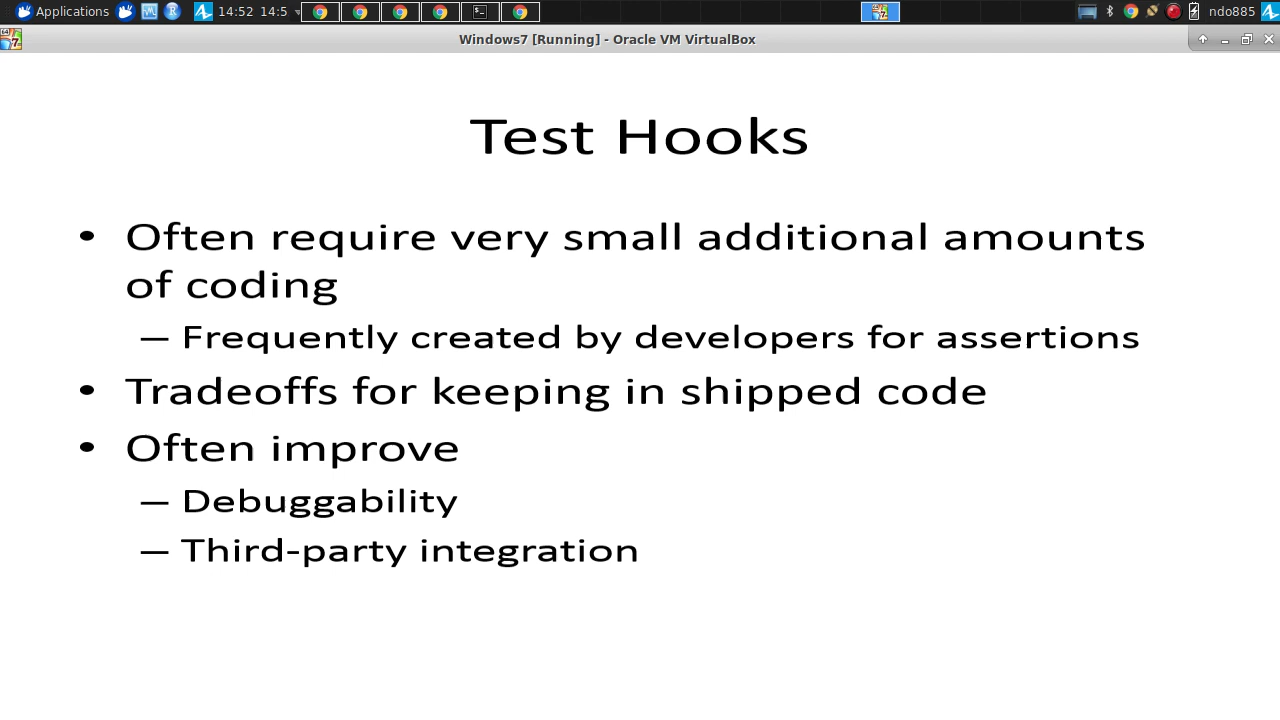 Applications 14:52 14:5 ndo885
Windows7 [Running] - Oracle VM VirtualBox
Test Hooks
• Often require very small additional amounts
of coding
– Frequently created by developers for assertions
• Tradeoffs for keeping in shipped code
• Often improve
– Debuggability
– Third-party integration